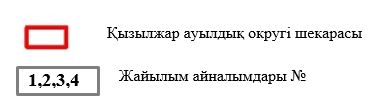 Қызылжар ауылдық округі шекарасы
1,2,3,4 Жайылым айналымдары №